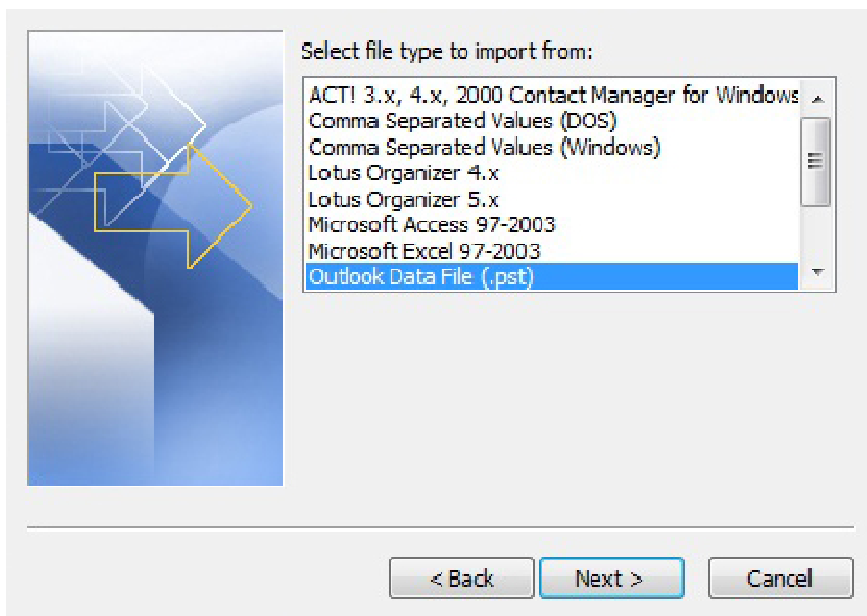 Select file type to import from:
ACT! 3.x, 4.x, 2000 Contact Manager for Windows
Comma Separated Values (DOS)
Comma Separated Values (Windows)
Lotus Organizer 4.x
Lotus Organizer 5.x
Microsoft Access 97-2003
Microsoft Excel 97-2003
Outlook Data File (.pst)
< Back Next > Cancel